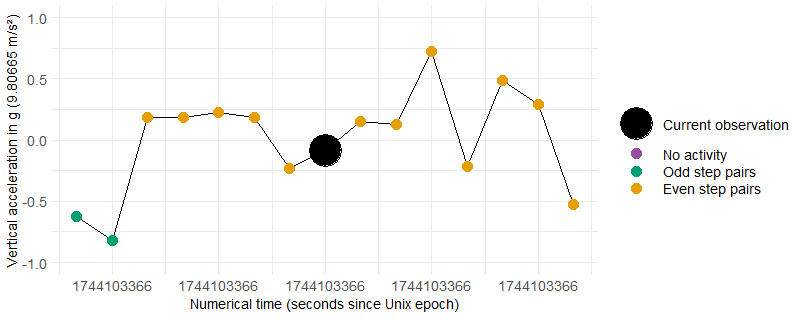 Vertical acceleration in g (9.80665 m/s²)
1.0
0.5
0.0
-0.5
-1.0
1744103366 1744103366 1744103366 1744103366 1744103366
Numerical time (seconds since Unix epoch)
Current observation
No activity
Odd step pairs
Even step pairs